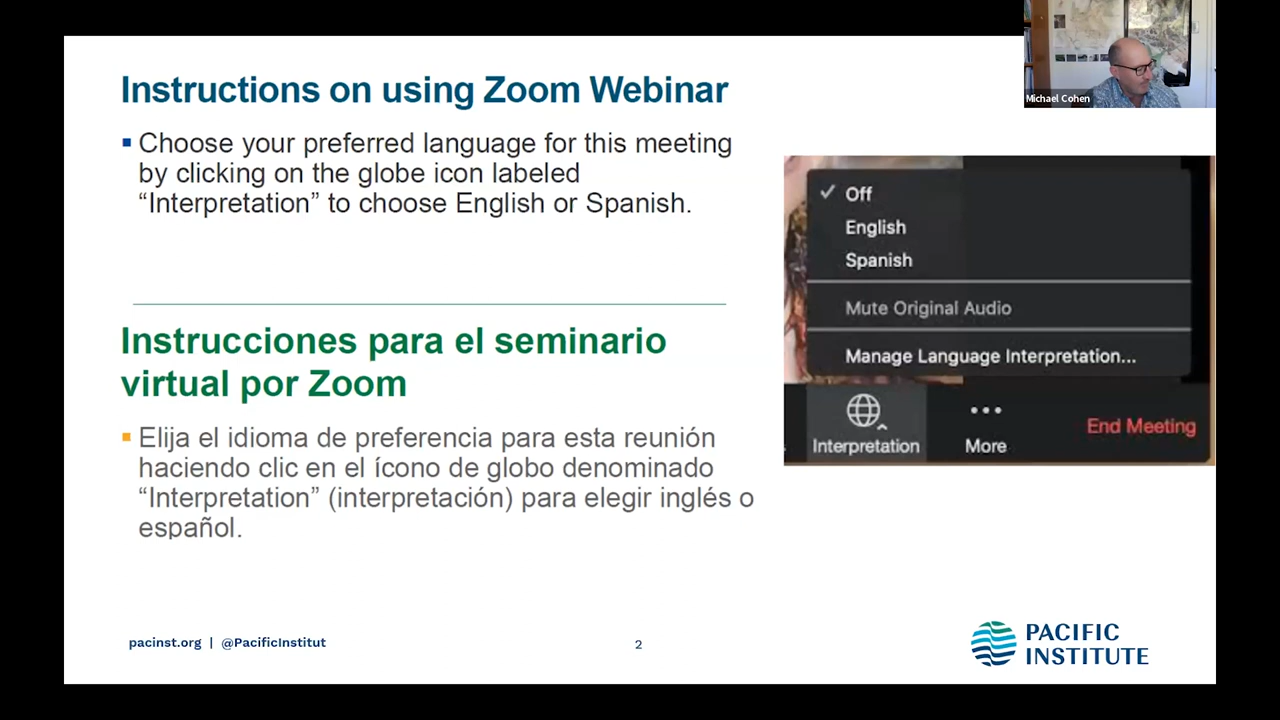 Instructions on using Zoom Webinar
Choose your preferred language for this meeting
by clicking on the globe icon labeled
“Interpretation” to choose English or Spanish.
Instrucciones para el seminario
virtual por Zoom
Elija el idioma de preferencia para esta reunión
haciendo clic en el ícono de globo denominado
“Interpretation” (interpretación) para elegir inglés o
español.
Michael Cohen
Off
English
Spanish
Mute Original Audio
Manage Language Interpretation...
Interpretation
More
End Meeting
pacinst.org | @PacificInstitut
2
PACIFIC
INSTITUTE